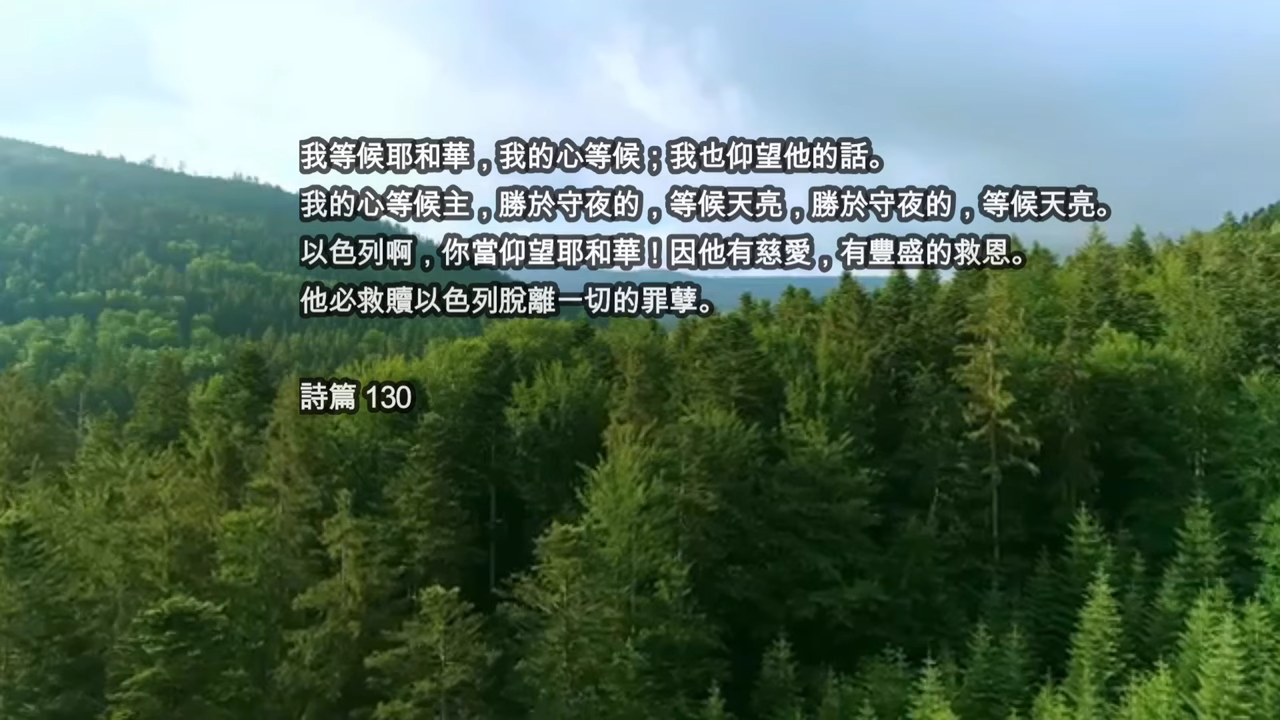 我等候耶和華，我的心等候；我也仰望他的話。
我的心等候主，勝於守夜的，等候天亮，勝於守夜的，等候天亮。
以色列啊，你當仰望耶和華！因他有慈愛，有豐盛的救恩。
他必救贖以色列脫離一切的罪孽。
詩篇 130